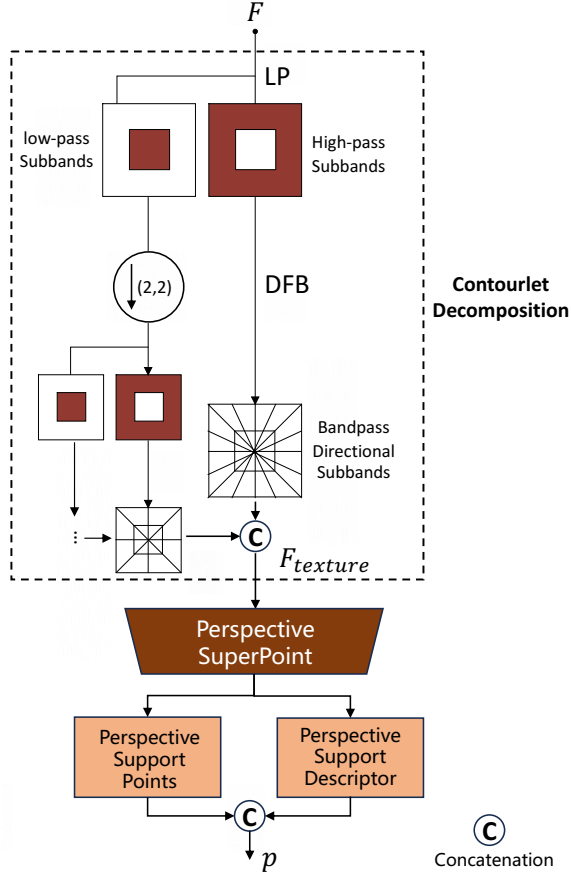 F
LP
low-pass
Subbands
High-pass
Subbands
(2,2)
DFB
Contourlet
Decomposition
Bandpass
Directional
Subbands
...
C
F_texture
Perspective
SuperPoint
Perspective
Support
Points
Perspective
Support
Descriptor
C
p
C
Concatenation